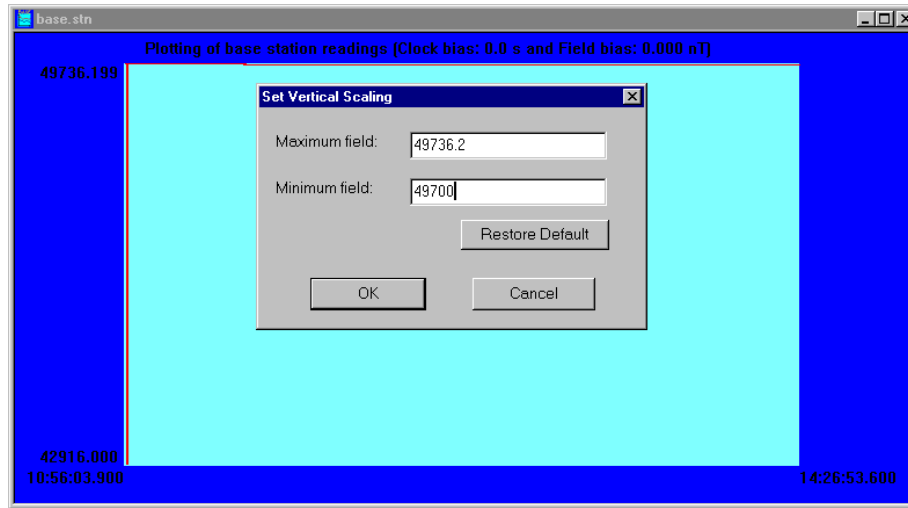 base.stn
Plotting of base station readings (Clock bias: 0.0 s and Field bias: 0.000 nT)
49736.199
Set Vertical Scaling
Maximum field: 49736.2
Minimum field: 49700
Restore Default
OK Cancel
42916.000
10:56:03.900 14:26:53.600